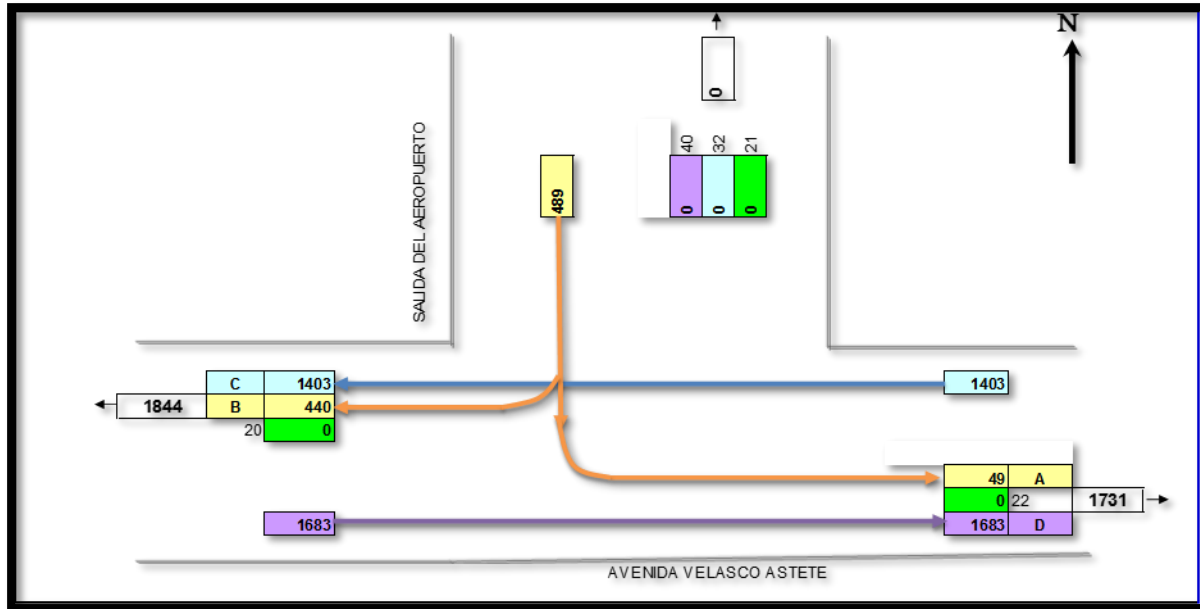 N
0
40 32 21
0 0 0
489
SALIDA DEL AEROPUERTO
C 1403
1403
1844 B 440
20 0
49 A
0 22 1731
1683
1683 D
AVENIDA VELASCO ASTETE